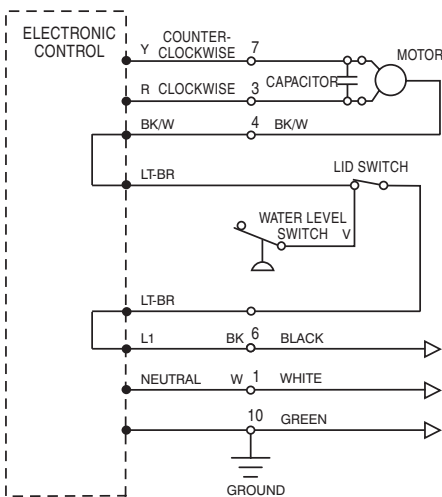 ELECTRONIC
CONTROL
Y COUNTER-
CLOCKWISE 7
MOTOR
CAPACITOR
R CLOCKWISE 3
BK/W 4 BK/W
LT-BR
LID SWITCH
WATER LEVEL
SWITCH V
LT-BR
L1 BK 6 BLACK
NEUTRAL W 1 WHITE
10 GREEN
GROUND